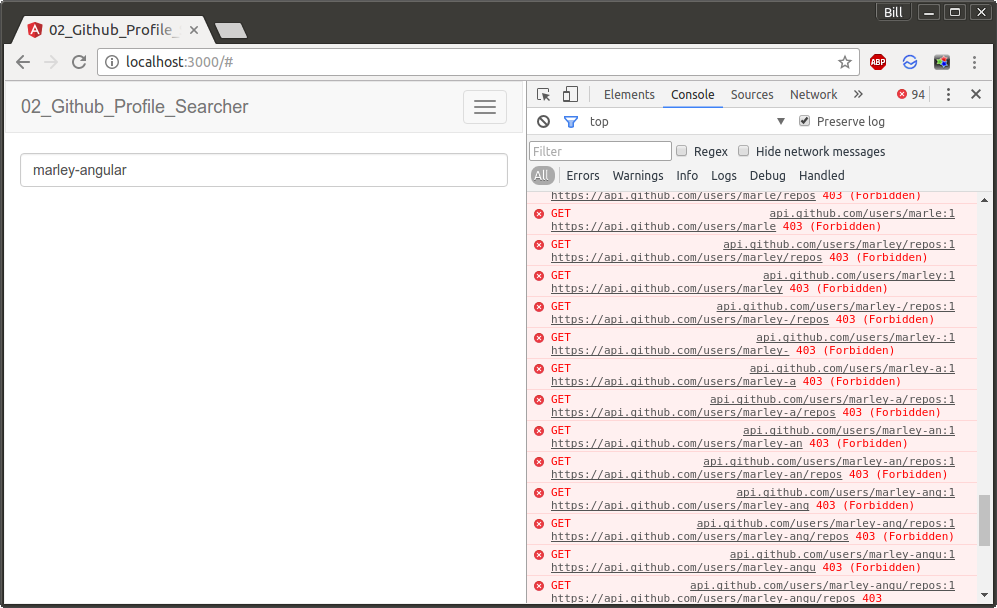 Bill
02_Github_Profile_
localhost:3000/#
ABP
02_Github_Profile_Searcher
marley-angular
Elements Console Sources Network » 94
top Preserve log
Filter Regex Hide network messages
All Errors Warnings Info Logs Debug Handled
https://api.github.com/users/marle/repos 403 (Forbidden)
GET api.github.com/users/marle:1
https://api.github.com/users/marle 403 (Forbidden)
GET api.github.com/users/marley/repos:1
https://api.github.com/users/marley/repos 403 (Forbidden)
GET api.github.com/users/marley:1
https://api.github.com/users/marley 403 (Forbidden)
GET api.github.com/users/marley-/repos:1
https://api.github.com/users/marley-/repos 403 (Forbidden)
GET api.github.com/users/marley-:1
https://api.github.com/users/marley- 403 (Forbidden)
GET api.github.com/users/marley-a:1
https://api.github.com/users/marley-a 403 (Forbidden)
GET api.github.com/users/marley-a/repos:1
https://api.github.com/users/marley-a/repos 403 (Forbidden)
GET api.github.com/users/marley-an:1
https://api.github.com/users/marley-an 403 (Forbidden)
GET api.github.com/users/marley-an/repos:1
https://api.github.com/users/marley-an/repos 403 (Forbidden)
GET api.github.com/users/marley-ang:1
https://api.github.com/users/marley-ang 403 (Forbidden)
GET api.github.com/users/marley-ang/repos:1
https://api.github.com/users/marley-ang/repos 403 (Forbidden)
GET api.github.com/users/marley-angu:1
https://api.github.com/users/marley-angu 403 (Forbidden)
GET api.github.com/users/marley-angu/repos:1
https://api.github.com/users/marley-angu/repos 403